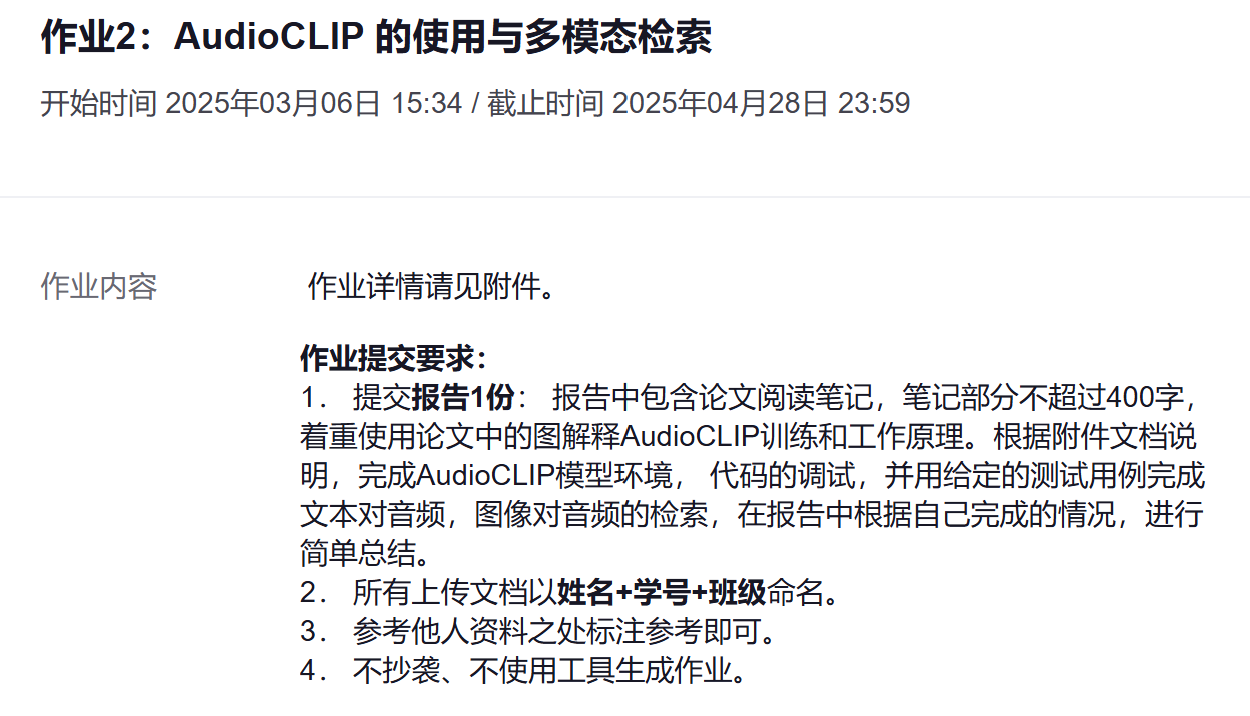 作业2：AudioCLIP 的使用与多模态检索
开始时间 2025年03月06日 15:34 / 截止时间 2025年04月28日 23:59
作业内容
作业详情请见附件。
作业提交要求：
1． 提交报告1份： 报告中包含论文阅读笔记，笔记部分不超过400字，
着重使用论文中的图解释AudioCLIP训练和工作原理。根据附件文档说
明，完成AudioCLIP模型环境， 代码的调试，并用给定的测试用例完成
文本对音频，图像对音频的检索，在报告中根据自己完成的情况，进行
简单总结。
2． 所有上传文档以姓名+学号+班级命名。
3． 参考他人资料之处标注参考即可。
4． 不抄袭、不使用工具生成作业。